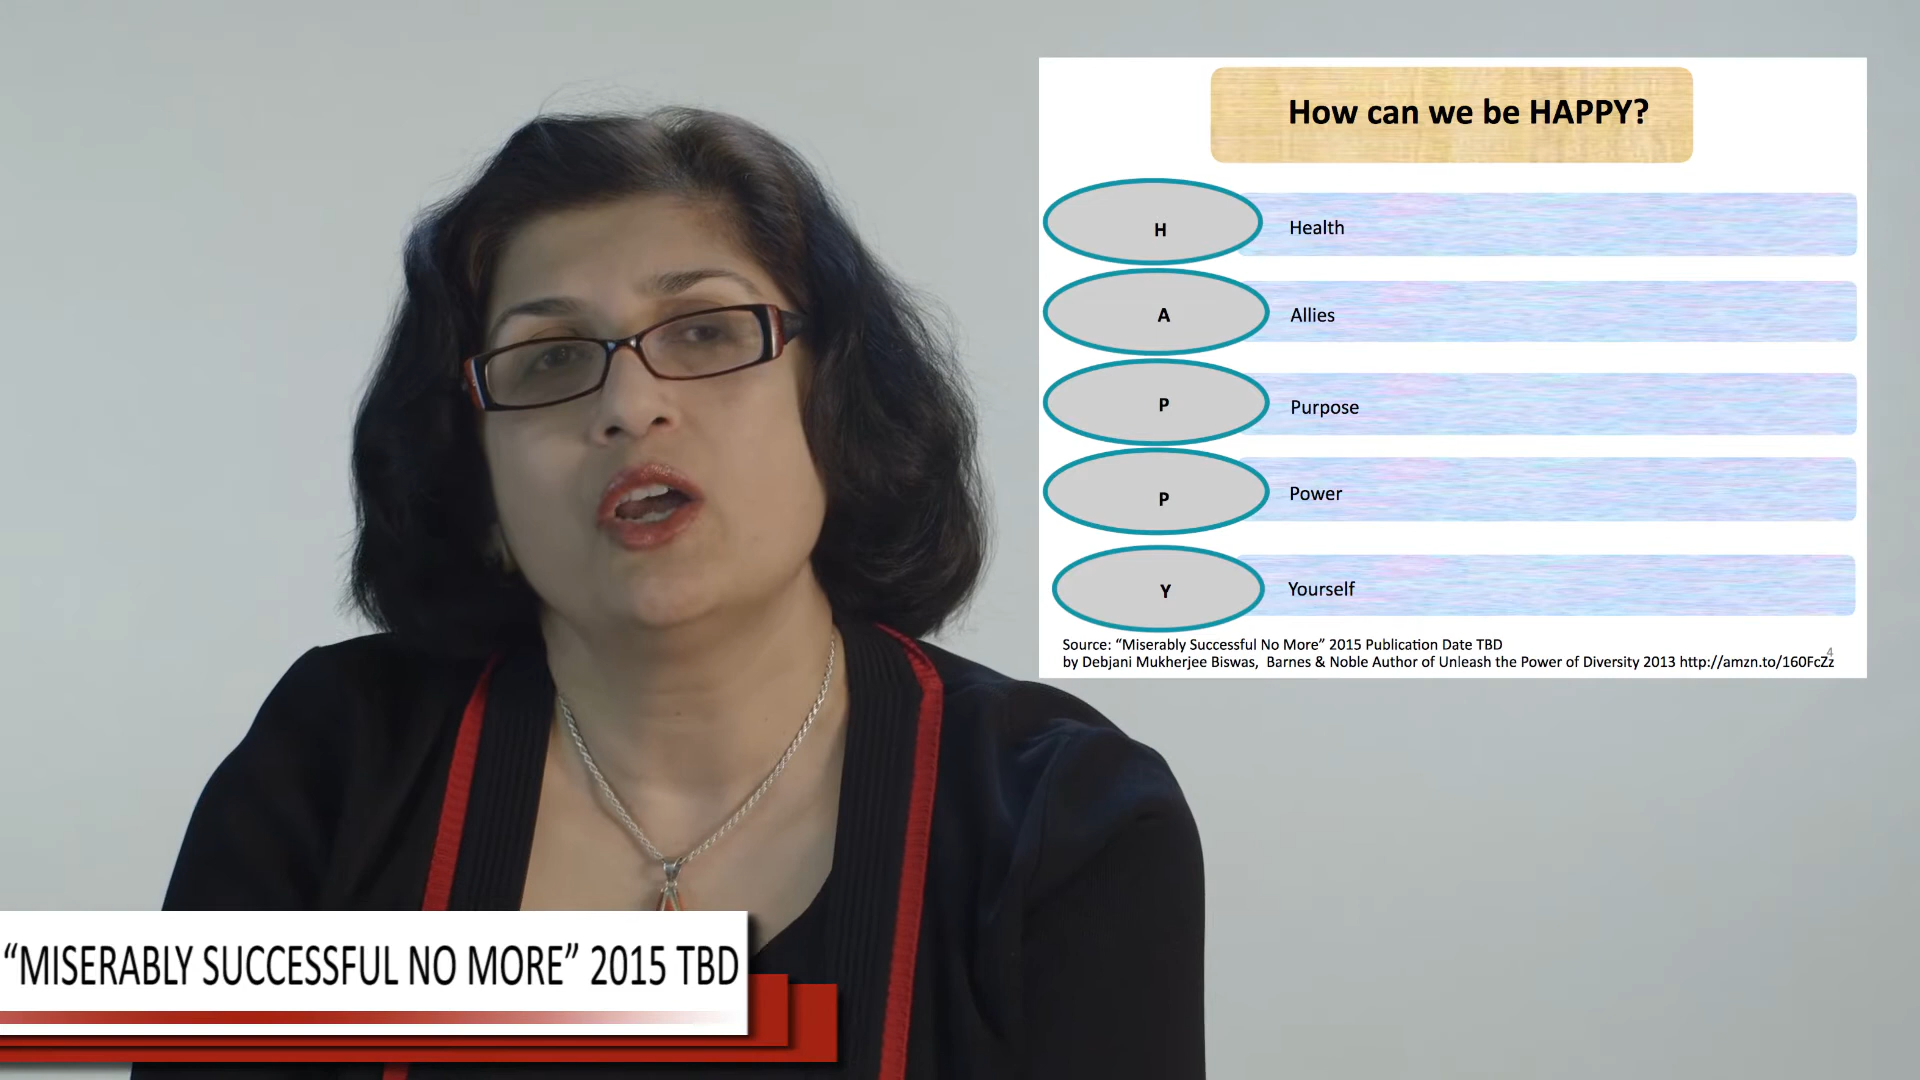 How can we be HAPPY?
H Health
A Allies
P Purpose
P Power
Y Yourself
Source: “Miserably Successful No More” 2015 Publication Date TBD
4
by Debjani Mukherjee Biswas, Barnes & Noble Author of Unleash the Power of Diversity 2013 http://amzn.to/160FcZz
“MISERABLY SUCCESSFUL NO MORE” 2015 TBD